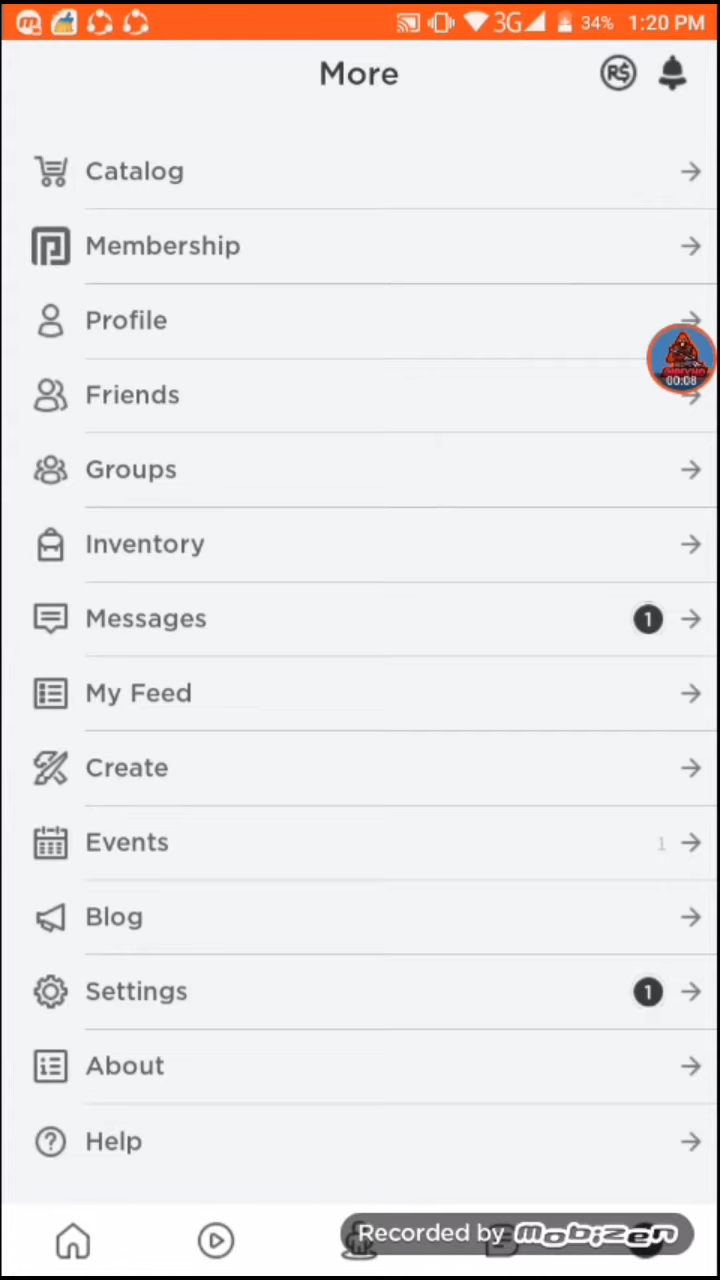 3G 34% 1:20 PM
More
R$
Catalog
Membership
Profile
00:08
Friends
Groups
Inventory
Messages 1
My Feed
Create
Events 1
Blog
Settings 1
About
Help
Recorded by mobizen